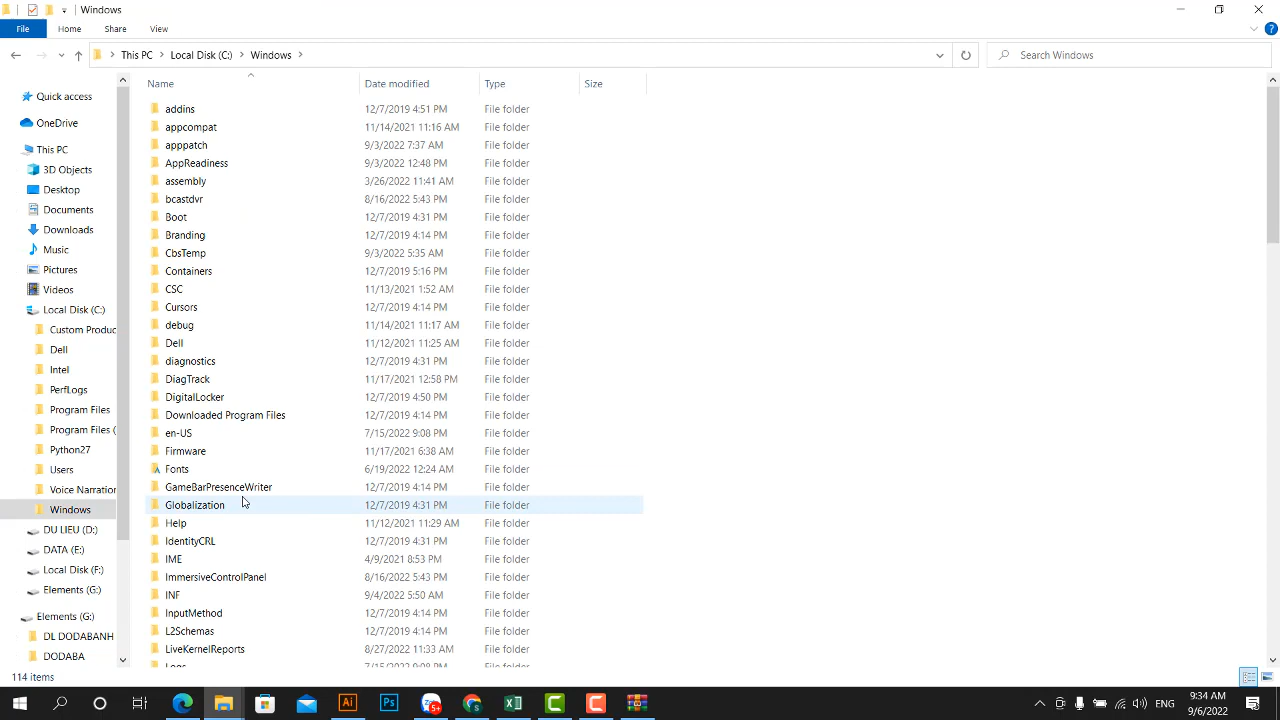 Windows
File Home Share View
This PC Local Disk (C:) Windows Search Windows
Name Date modified Type Size
Quick access
OneDrive
This PC
3D Objects
Desktop
Documents
Downloads
Music
Pictures
Videos
Local Disk (C:)
Custom Produc
Dell
Intel
PerfLogs
Program Files
Program Files (
Python27
Users
Voice Narration
Windows
DU LIEU (D:)
DATA (E:)
Local Disk (F:)
Elements (G:)
Elements (G:)
DL DODABANH
DODABA
addins 12/7/2019 4:51 PM File folder
appcompat 11/14/2021 11:16 AM File folder
apppatch 9/3/2022 7:37 AM File folder
AppReadiness 9/3/2022 12:48 PM File folder
assembly 3/26/2022 11:41 AM File folder
bcastdvr 8/16/2022 5:43 PM File folder
Boot 12/7/2019 4:31 PM File folder
Branding 12/7/2019 4:14 PM File folder
CbsTemp 9/3/2022 5:35 AM File folder
Containers 12/7/2019 5:16 PM File folder
CSC 11/13/2021 1:52 AM File folder
Cursors 12/7/2019 4:14 PM File folder
debug 11/14/2021 11:17 AM File folder
Dell 11/12/2021 11:25 AM File folder
diagnostics 12/7/2019 4:31 PM File folder
DiagTrack 11/17/2021 12:58 PM File folder
DigitalLocker 12/7/2019 4:50 PM File folder
Downloaded Program Files 12/7/2019 4:14 PM File folder
en-US 7/15/2022 9:08 PM File folder
Firmware 11/17/2021 6:38 AM File folder
Fonts 6/19/2022 12:24 AM File folder
GameBarPresenceWriter 12/7/2019 4:14 PM File folder
Globalization 12/7/2019 4:31 PM File folder
Help 11/12/2021 11:29 AM File folder
IdentityCRL 12/7/2019 4:31 PM File folder
IME 4/9/2021 8:53 PM File folder
ImmersiveControlPanel 8/16/2022 5:43 PM File folder
INF 9/4/2022 5:50 AM File folder
InputMethod 12/7/2019 4:14 PM File folder
L2Schemas 12/7/2019 4:14 PM File folder
LiveKernelReports 8/27/2022 11:33 AM File folder
Logs 7/15/2022 9:08 PM File folder
114 items
Ai Ps 5+ ENG 9:34 AM
9/6/2022